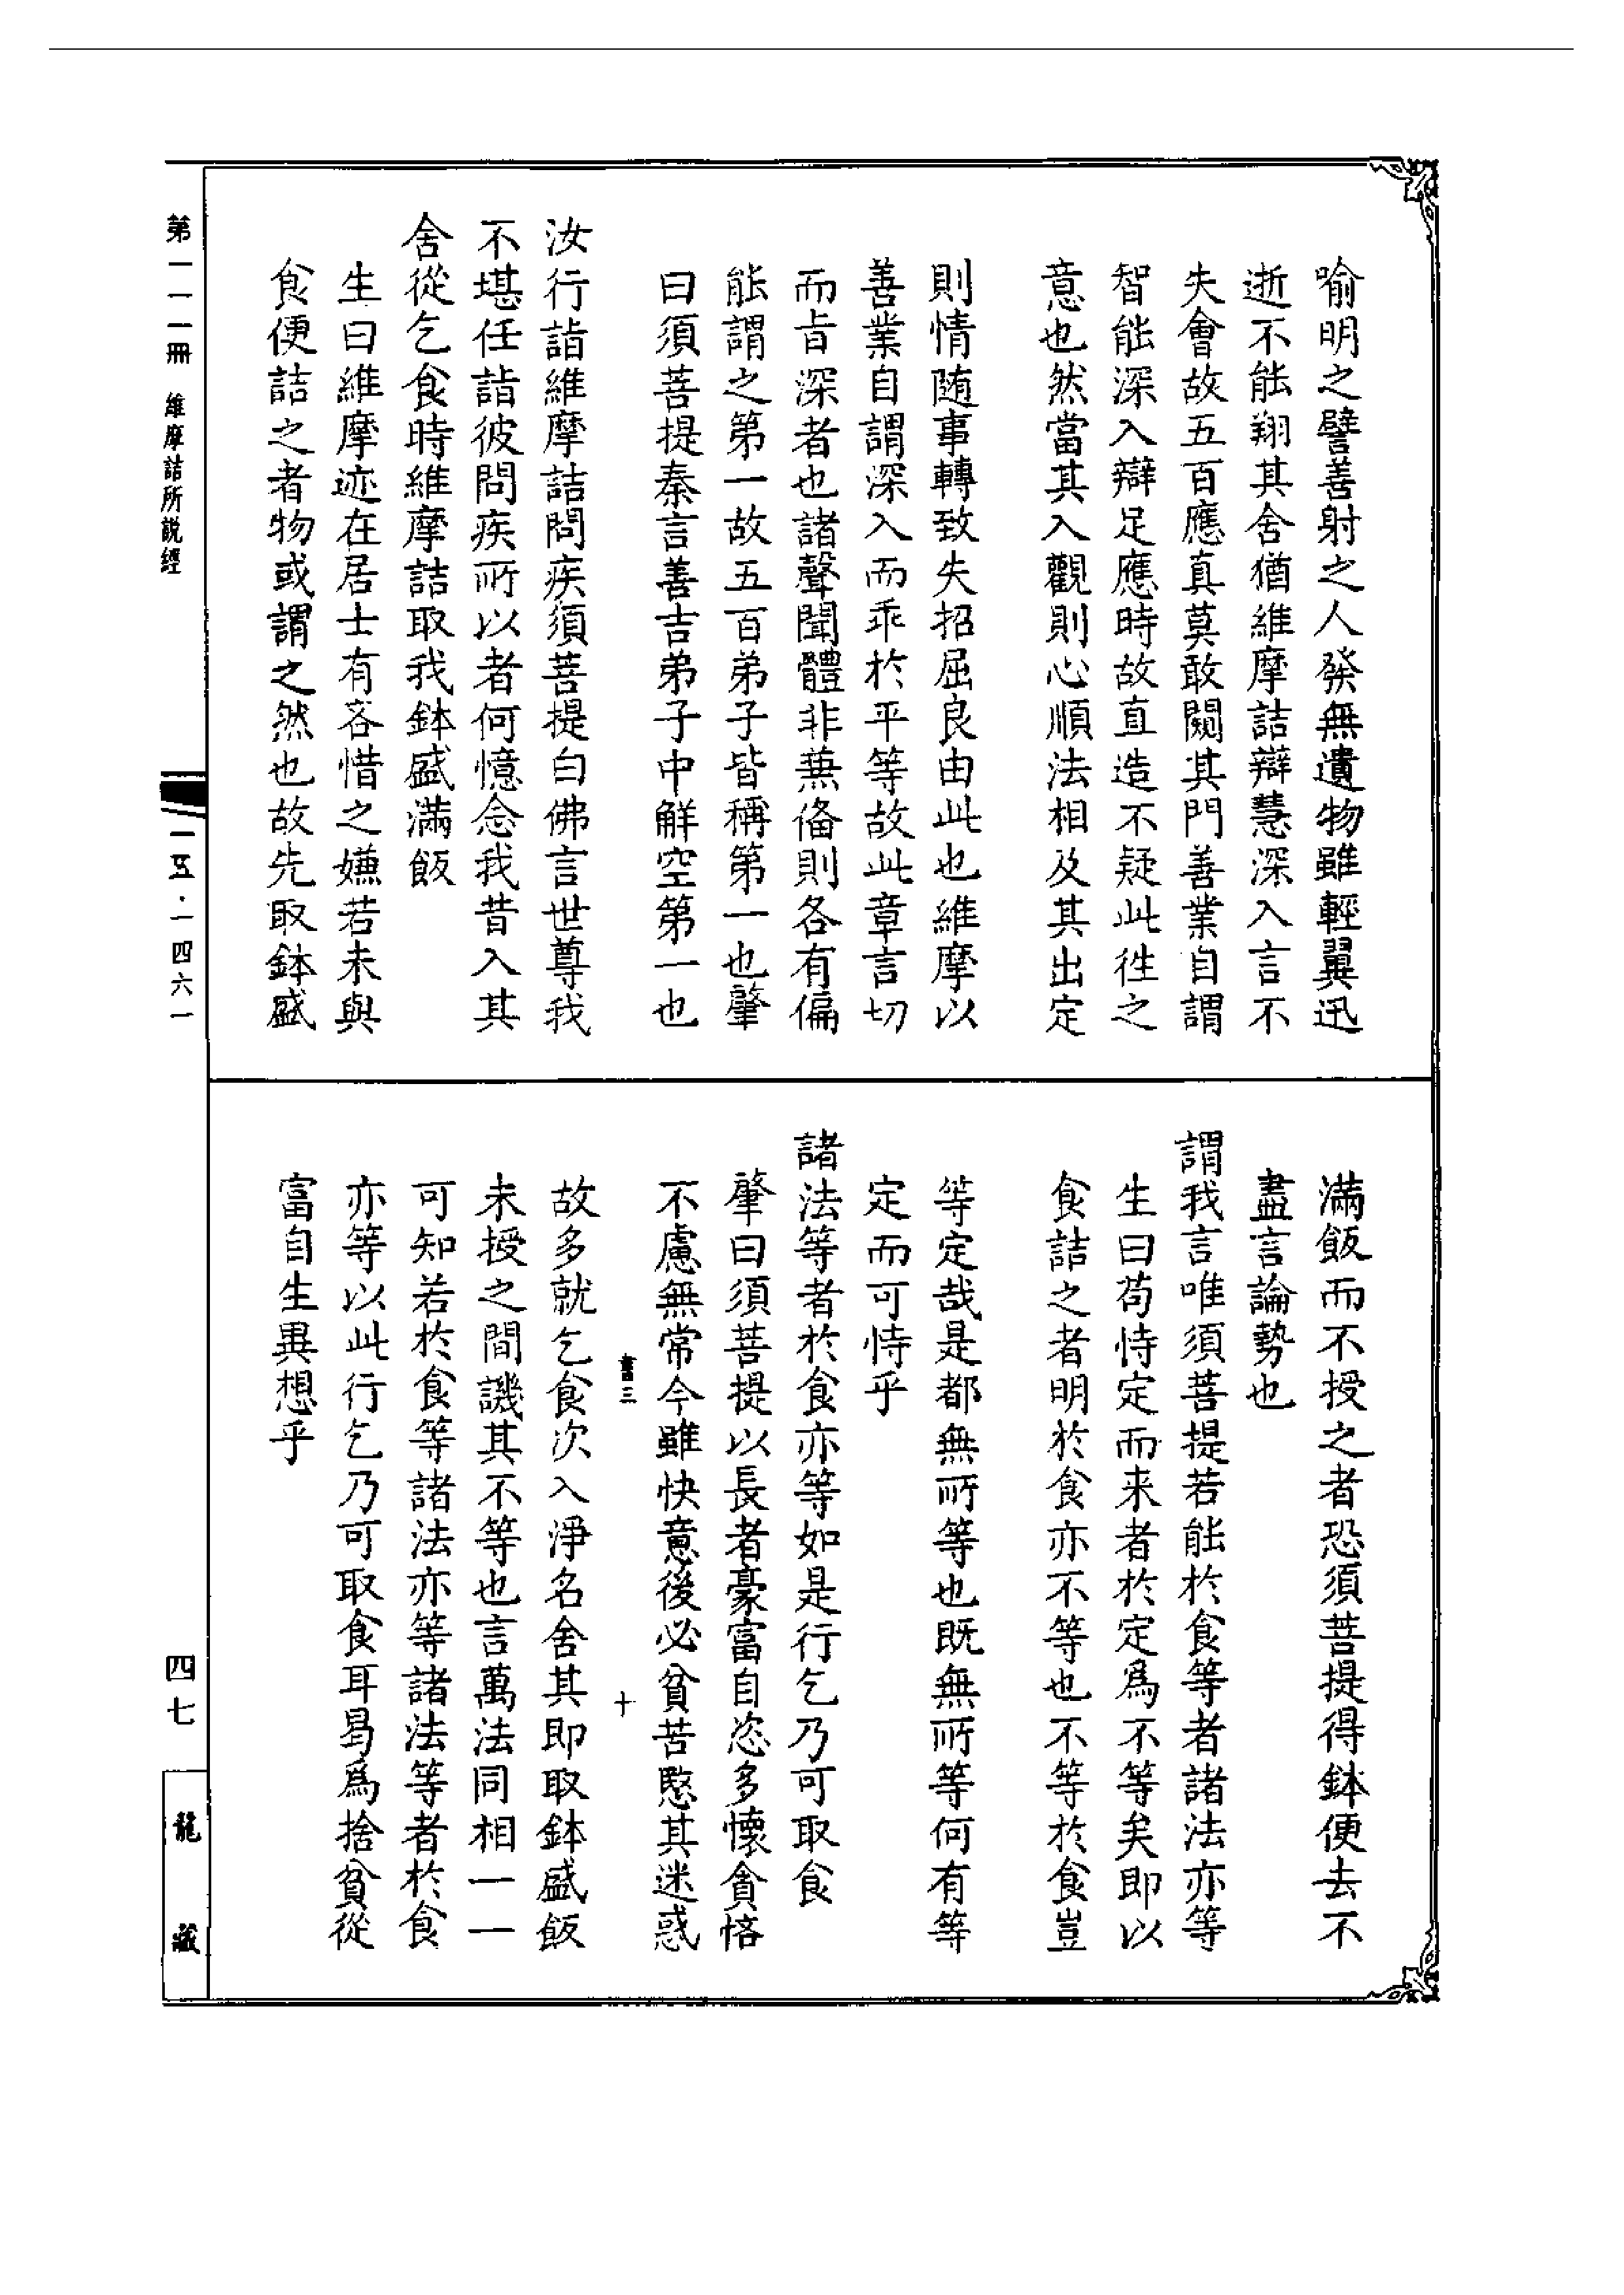 喻明之譬善射之人發無遺物雖輕翼迅
逝不能翔其舍猶維摩詰辯慧深入言不
失會故五百應真莫敢闚其門善業自謂
智能深入辯足應時故直造不疑此徃之
意也然當其入觀則心順法相及其出定
則情随事轉致失招屈良由此也維摩以
善業自謂深入而乖於平等故此章言切
而㫖深者也諸聲聞體非兼俻則各有偏
能謂之第一故五百弟子皆稱第一也肇
曰須菩提秦言善吉弟子中解空第一也
汝行詣維摩詰問疾須菩提白佛言世尊我
不堪任詣彼問疾所以者何憶念我昔入其
舍從乞食時維摩詰取我鉢盛滿飯
生曰維摩迹在居士有吝惜之嫌若未與
食便詰之者物或謂之然也故先取鉢盛
滿飯而不授之者恐須菩提得鉢便去不
盡言論勢也
謂我言唯須菩提若能於食等者諸法亦等
生曰苟恃定而来者於定爲不等矣即以
食詰之者明於食亦不等也不等於食豈
等定哉是都無所等也既無所等何有等
定而可恃乎
諸法等者於食亦等如是行乞乃可取食
肇曰須菩提以長者豪富自恣多懷貪悋
不慮無常今雖快意後必貧苦愍其迷惑
書三 十
故多就乞食次入淨名舍其即取鉢盛飯
未授之間譏其不等也言萬法同相一一
可知若於食等諸法亦等諸法等者於食
亦等以此行乞乃可取食耳曷爲捨貧從
富自生異想乎
第一一一冊 維摩詰所説經
一五·一四六一
四七
龍藏